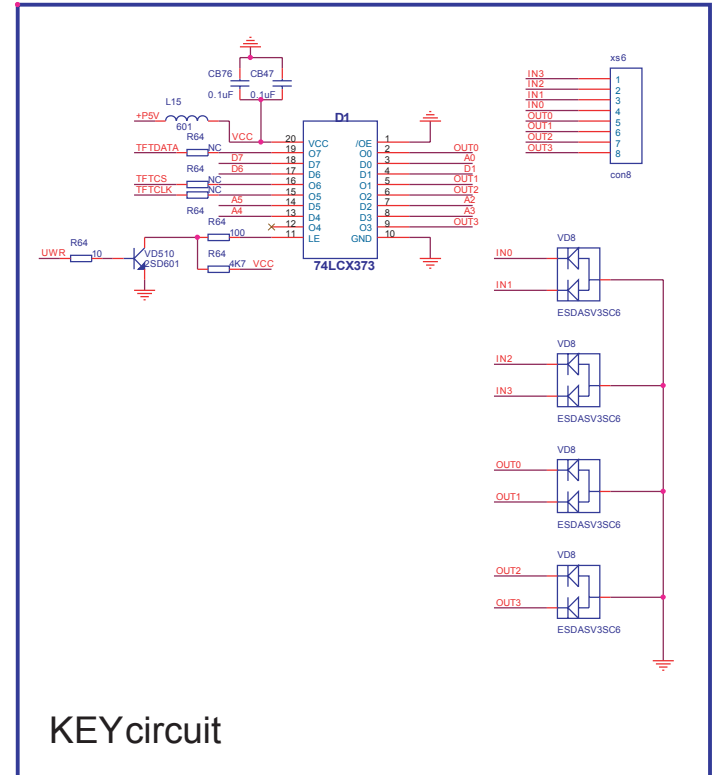 xs6
CB76 CB47
0.1uF 0.1uF
L15
601
+P5V
VCC
TFTDATA R64 NC
D7
D6
R64
TFTCS NC
TFTCLK NC
R64
A5
A4
R64
100
R64
UWR 10
VD510
2SD601
R64
4K7 VCC
D1
20 VCC /OE 1
19 O7 O0 2 OUT0
18 D7 D0 3 A0
17 D6 D1 4 D1
16 O6 O1 5 OUT1
15 O5 O2 6 OUT2
14 D5 D2 7 A2
13 D4 D3 8 A3
12 O4 O3 9 OUT3
11 LE GND 10
74LCX373
IN3 1
IN2 2
IN1 3
IN0 4
OUT0 5
OUT1 6
OUT2 7
OUT3 8
con8
VD8
IN0
IN1
ESDASV3SC6
VD8
IN2
IN3
ESDASV3SC6
VD8
OUT0
OUT1
ESDASV3SC6
VD8
OUT2
OUT3
ESDASV3SC6
KEYcircuit